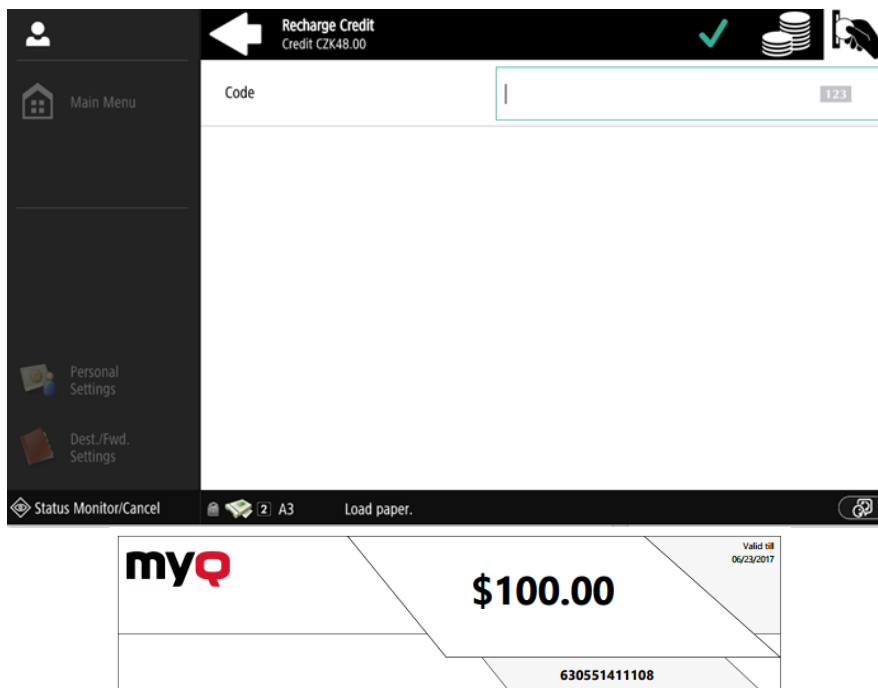 Recharge Credit
Credit CZK48.00
Main Menu
Code
123
Personal
Settings
Dest./Fwd.
Settings
Status Monitor/Cancel
2 A3 Load paper.
myQ
$100.00
Valid till
06/23/2017
630551411108